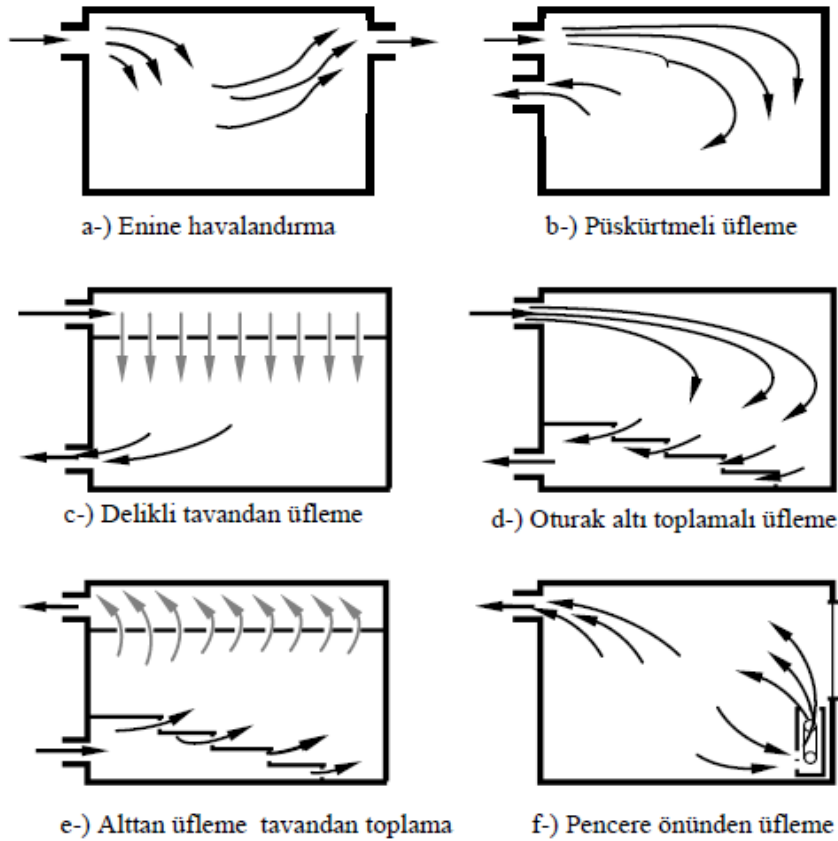 a-) Enine havalandırma
b-) Püskürtmeli üfleme
c-) Delikli tavandan üfleme
d-) Oturak altı toplamalı üfleme
e-) Alttan üfleme tavandan toplama
f-) Pencere önünden üfleme